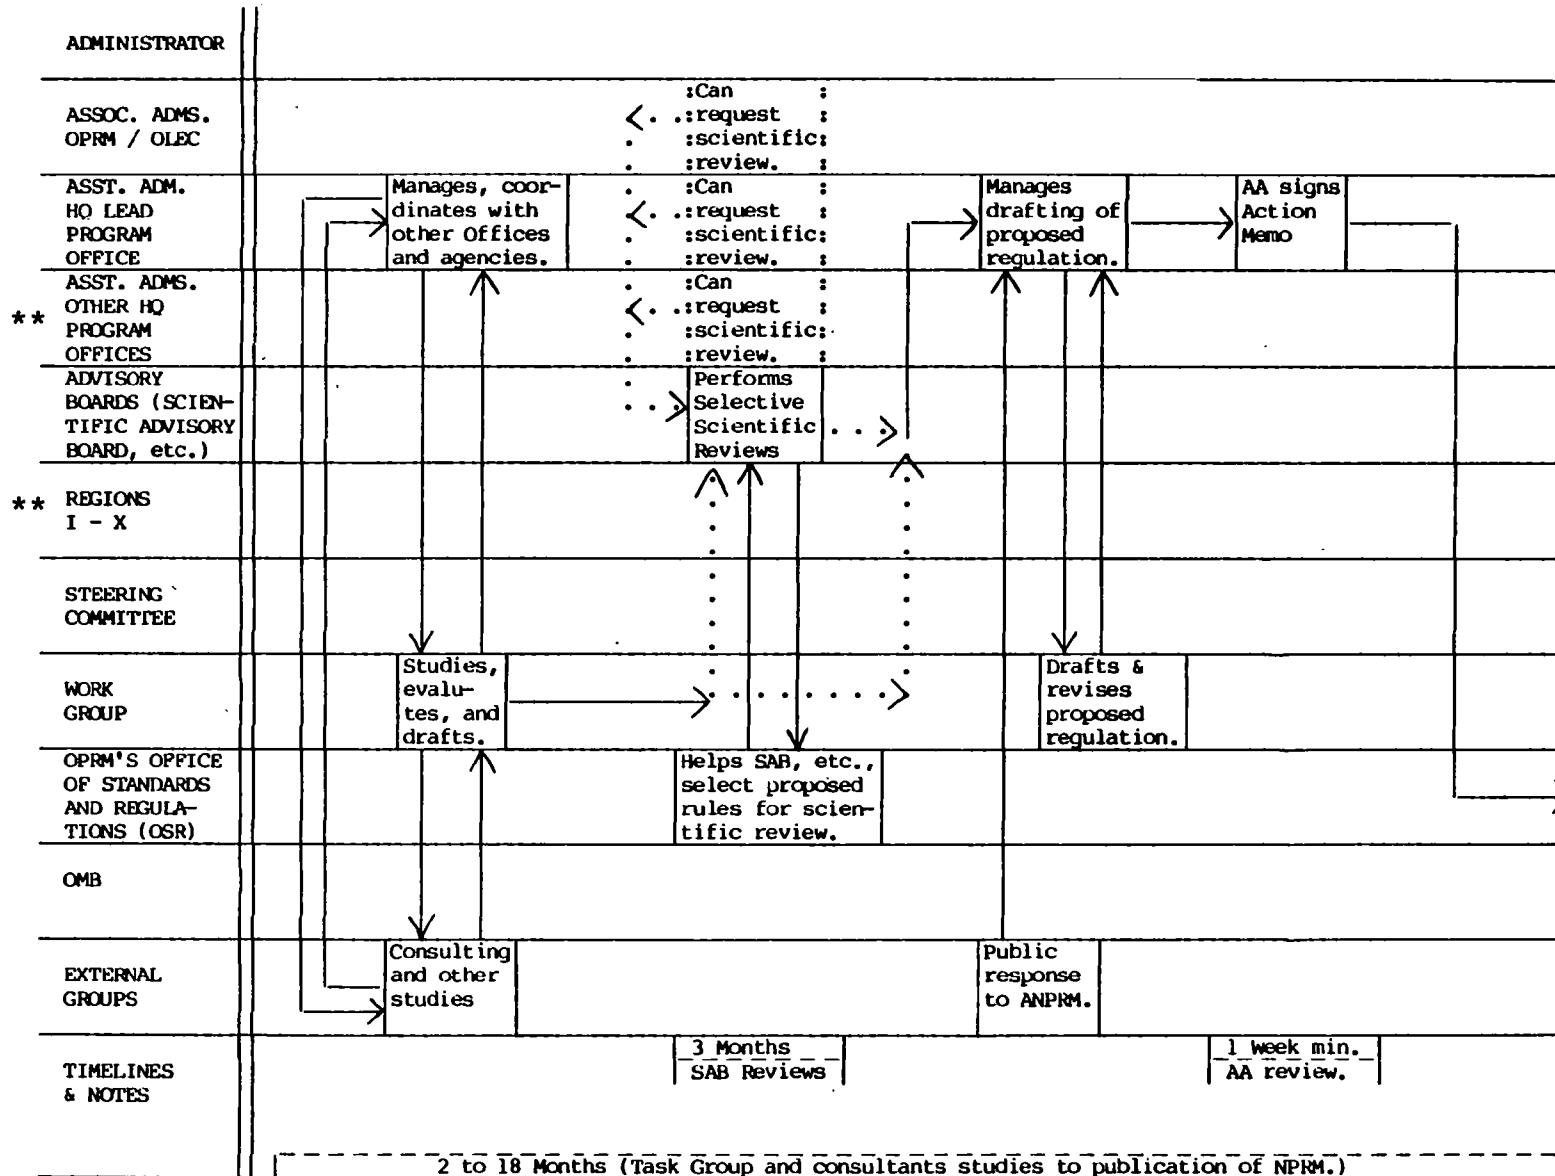 ADMINISTRATOR
ASSOC. ADMS.
OPRM / OLEC
:Can :
:request :
:scientific:
:review. :
ASST. ADM.
HQ LEAD
PROGRAM
OFFICE
Manages, coor-
dinates with
other Offices
and agencies.
:Can :
:request :
:scientific:
:review. :
Manages
drafting of
proposed
regulation.
AA signs
Action
Memo
**
ASST. ADMS.
OTHER HQ
PROGRAM
OFFICES
:Can :
:request :
:scientific:
:review. :
ADVISORY
BOARDS (SCIEN-
TIFIC ADVISORY
BOARD, etc.)
Performs
Selective
Scientific
Reviews
**
REGIONS
I - X
STEERING
COMMITTEE
WORK
GROUP
Studies,
evalu-
tes, and
drafts.
Drafts &
revises
proposed
regulation.
OPRM'S OFFICE
OF STANDARDS
AND REGULA-
TIONS (OSR)
Helps SAB, etc.,
select proposed
rules for scien-
tific review.
OMB
EXTERNAL
GROUPS
Consulting
and other
studies
Public
response
to ANPRM.
TIMELINES
& NOTES
3 Months
SAB Reviews
1 Week min.
AA review.
2 to 18 Months (Task Group and consultants studies to publication of NPRM.)